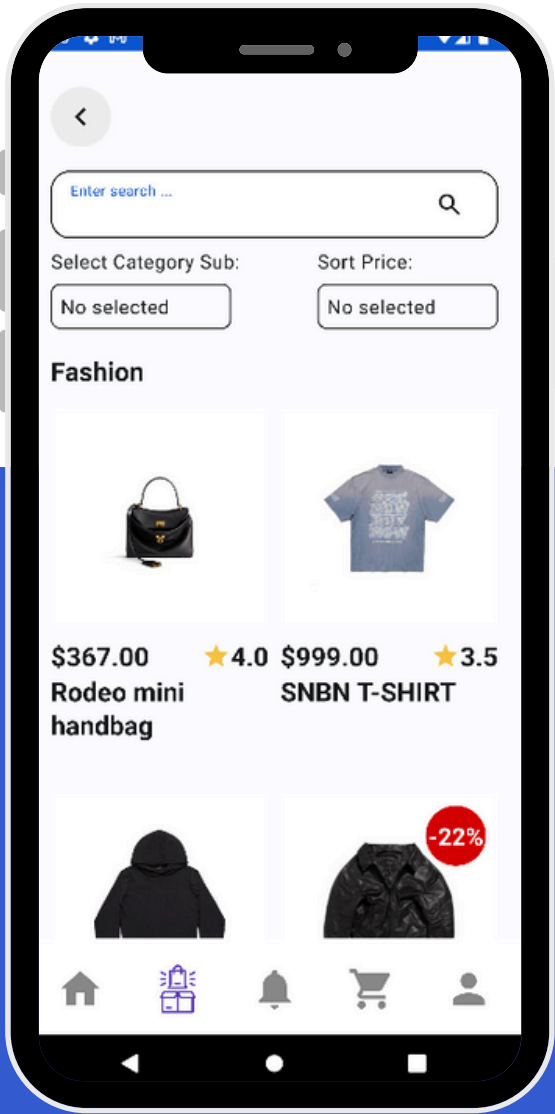 Enter search ...
Select Category Sub:
Sort Price:
No selected
No selected
Fashion
$367.00
4.0
$999.00
3.5
Rodeo mini
handbag
SNBN T-SHIRT
-22%